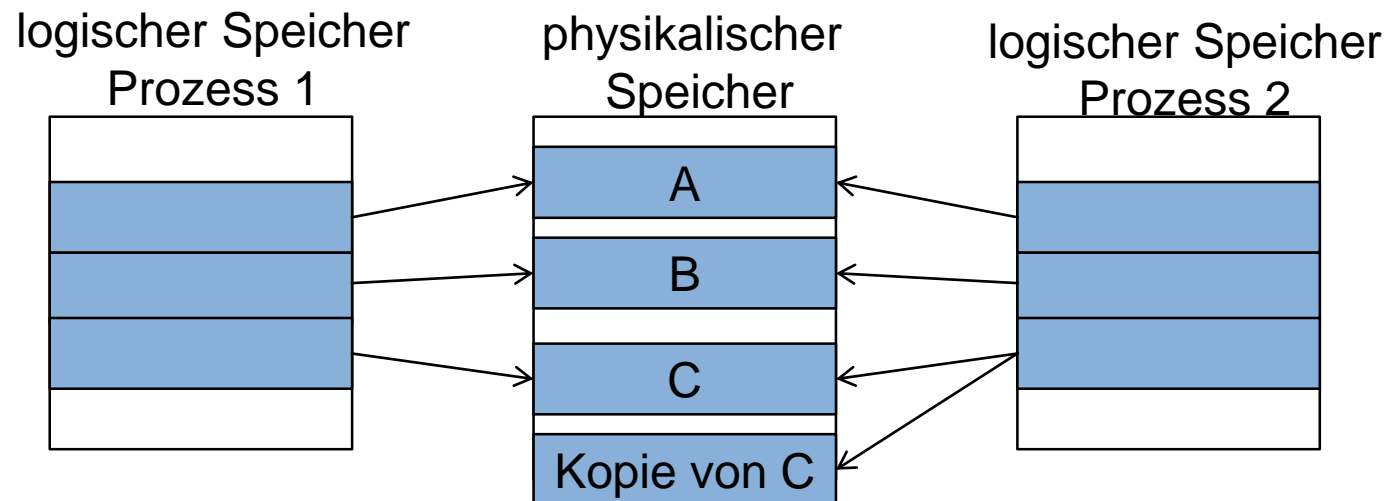 logischer Speicher
Prozess 1
physikalischer
Speicher
logischer Speicher
Prozess 2
A
B
C
Kopie von C